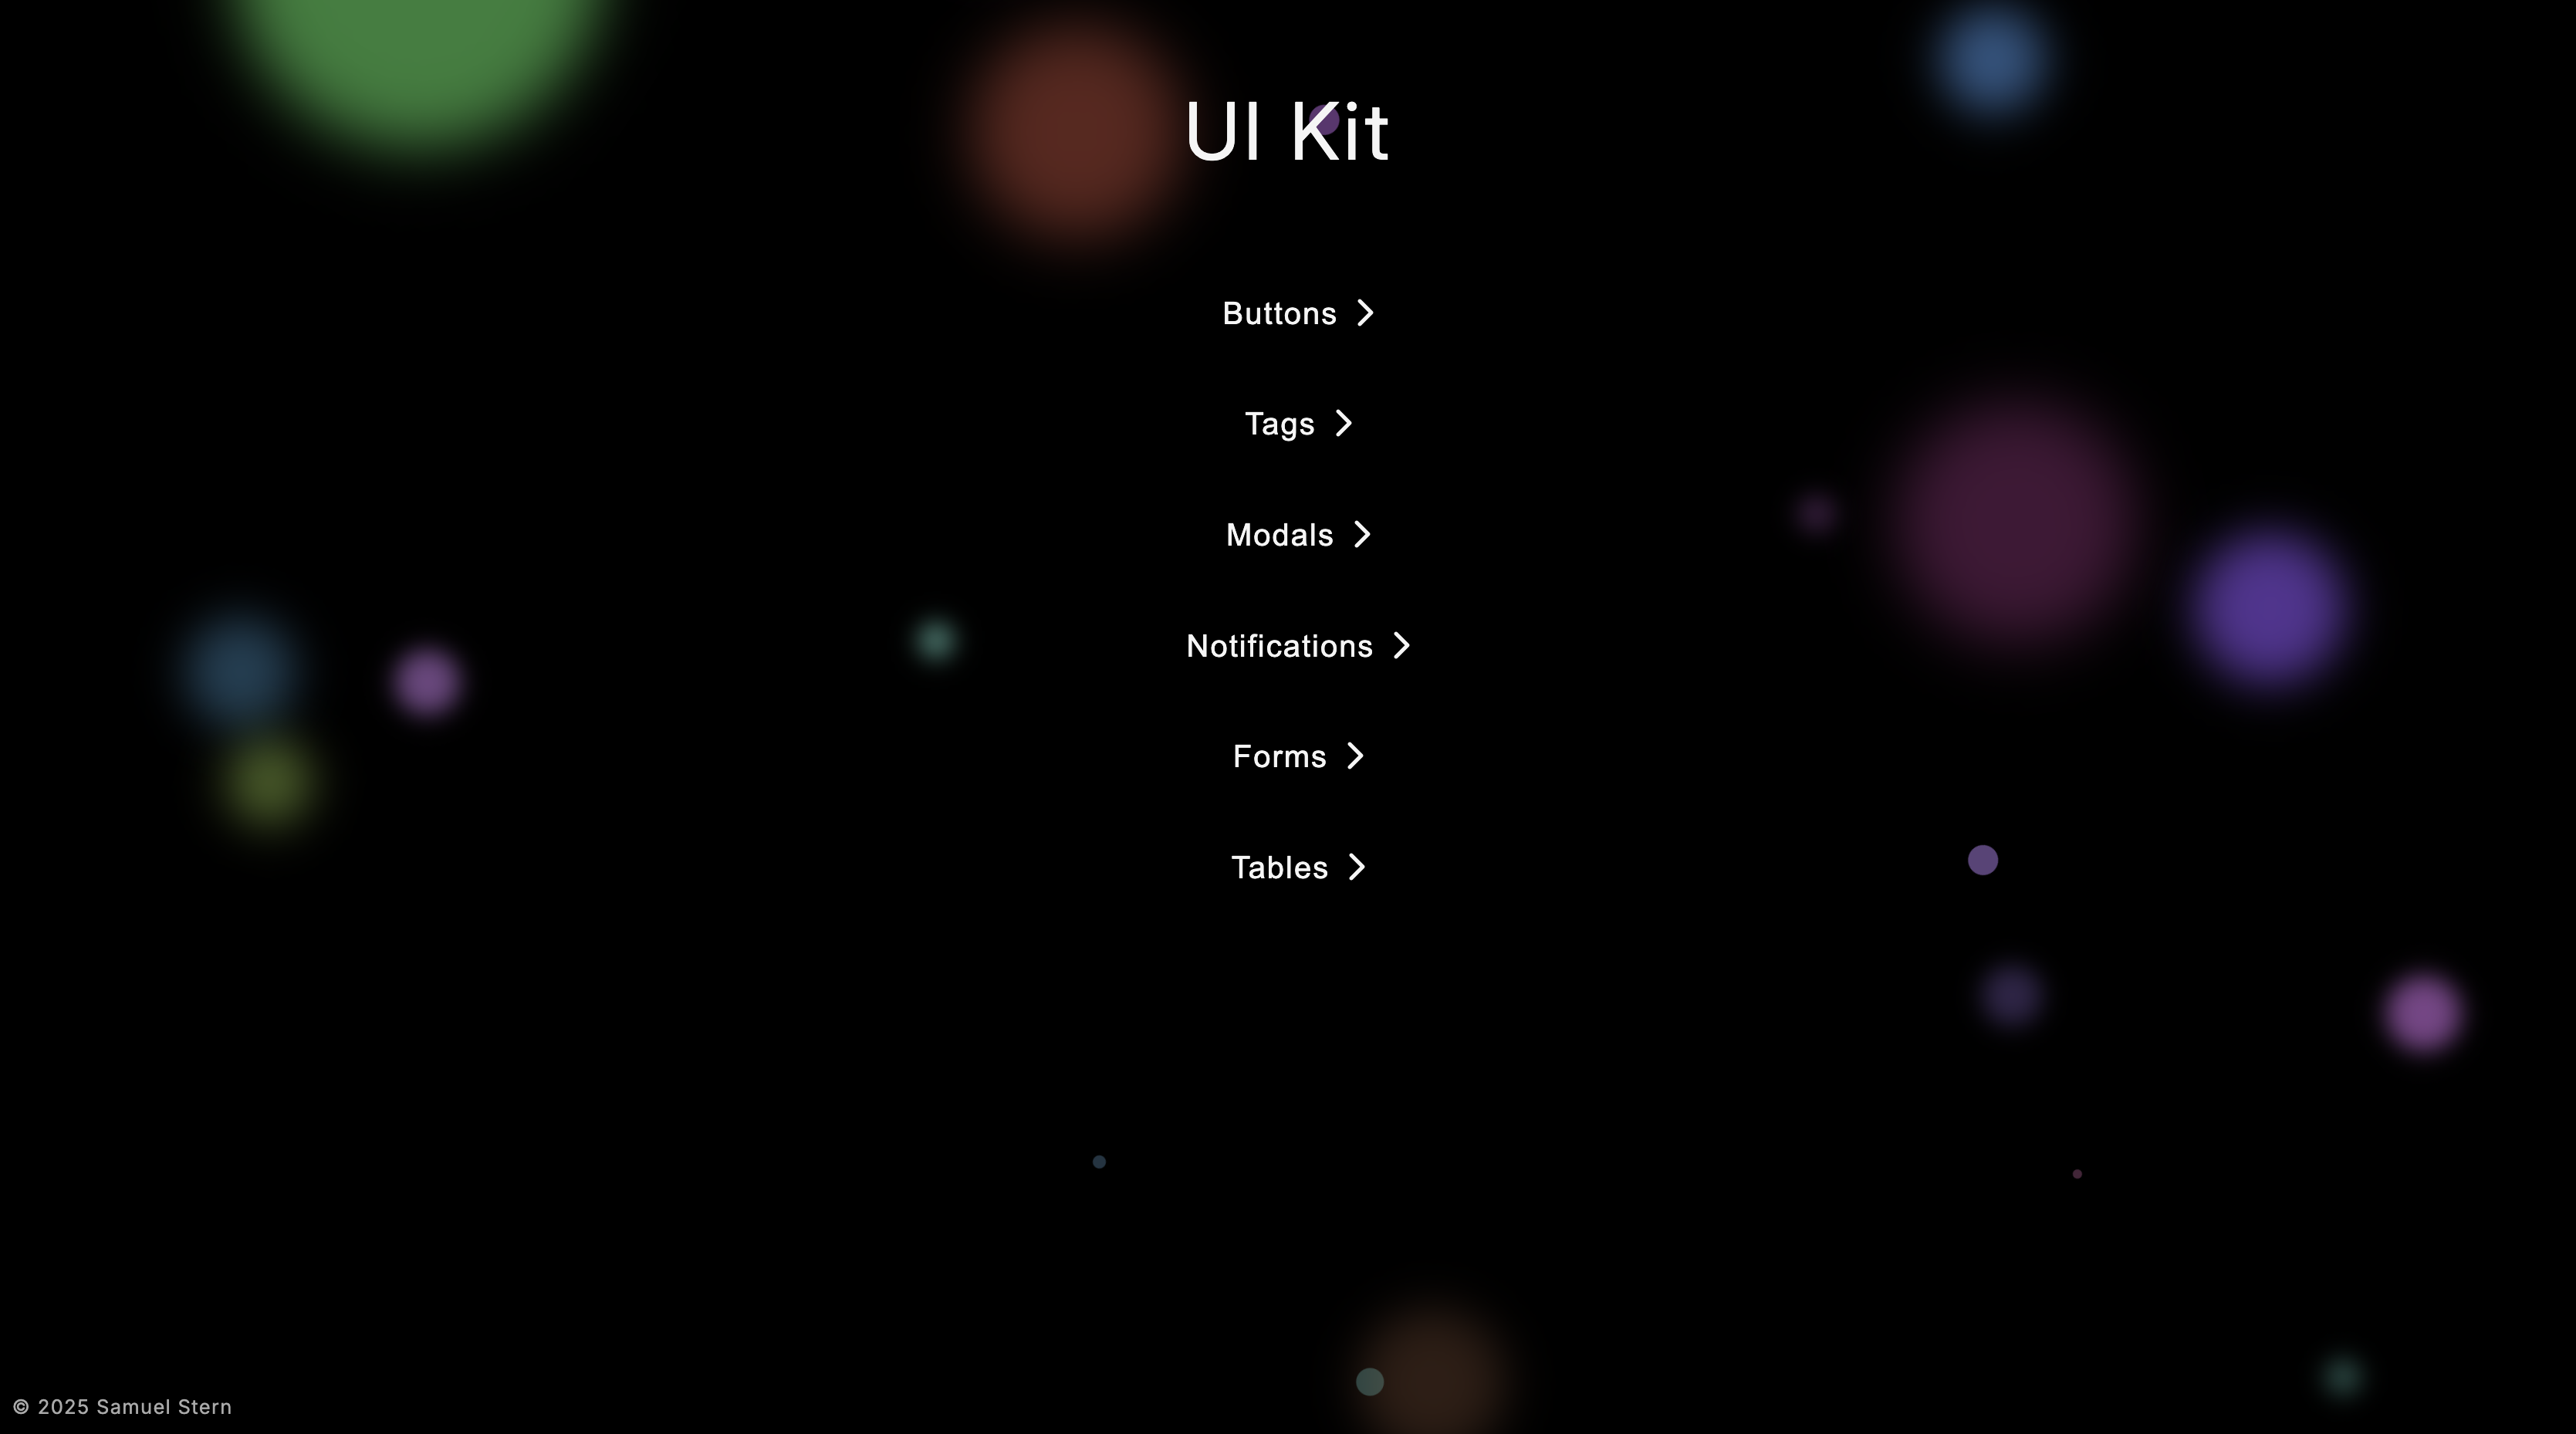 UI Kit
Buttons
Tags
Modals
Notifications
Forms
Tables
© 2025 Samuel Stern